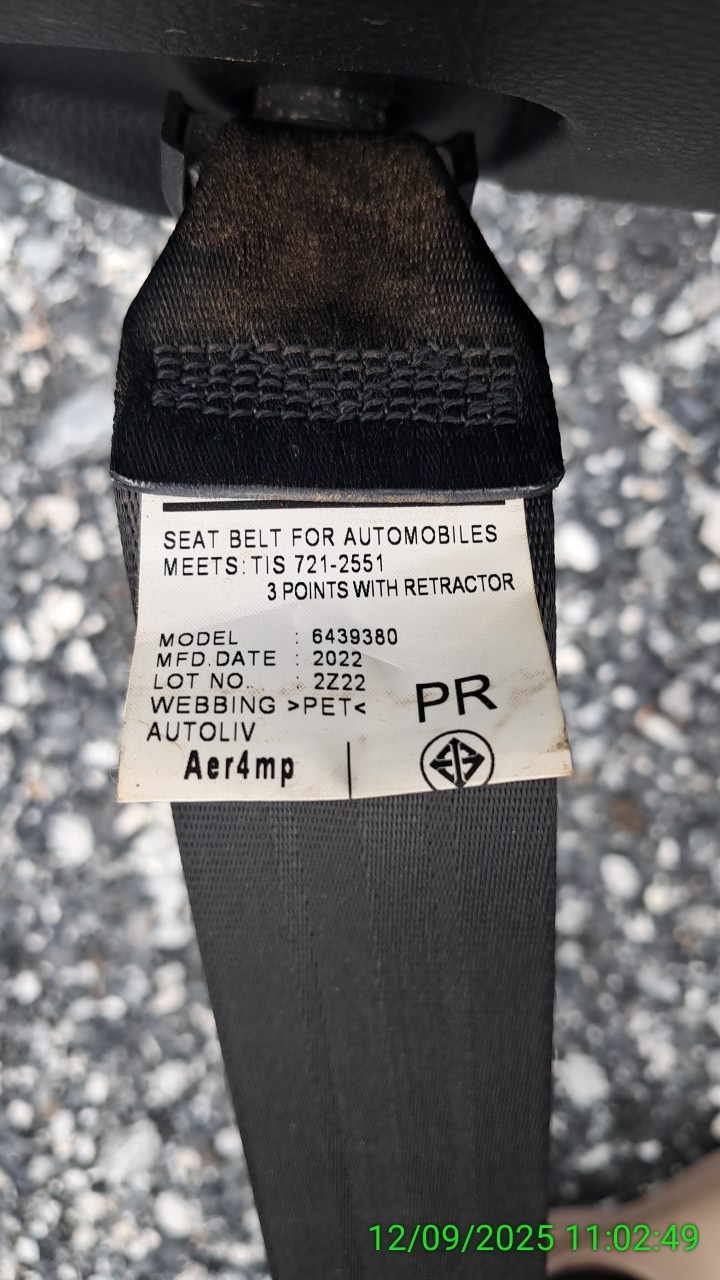 SEAT BELT FOR AUTOMOBILES
MEETS: TIS 721-2551
3 POINTS WITH RETRACTOR
MODEL : 6439380
MFD.DATE : 2022
LOT NO. : 2Z22
WEBBING >PET<
PR
AUTOLIV
Aer4mp
12/09/2025 11:02:49